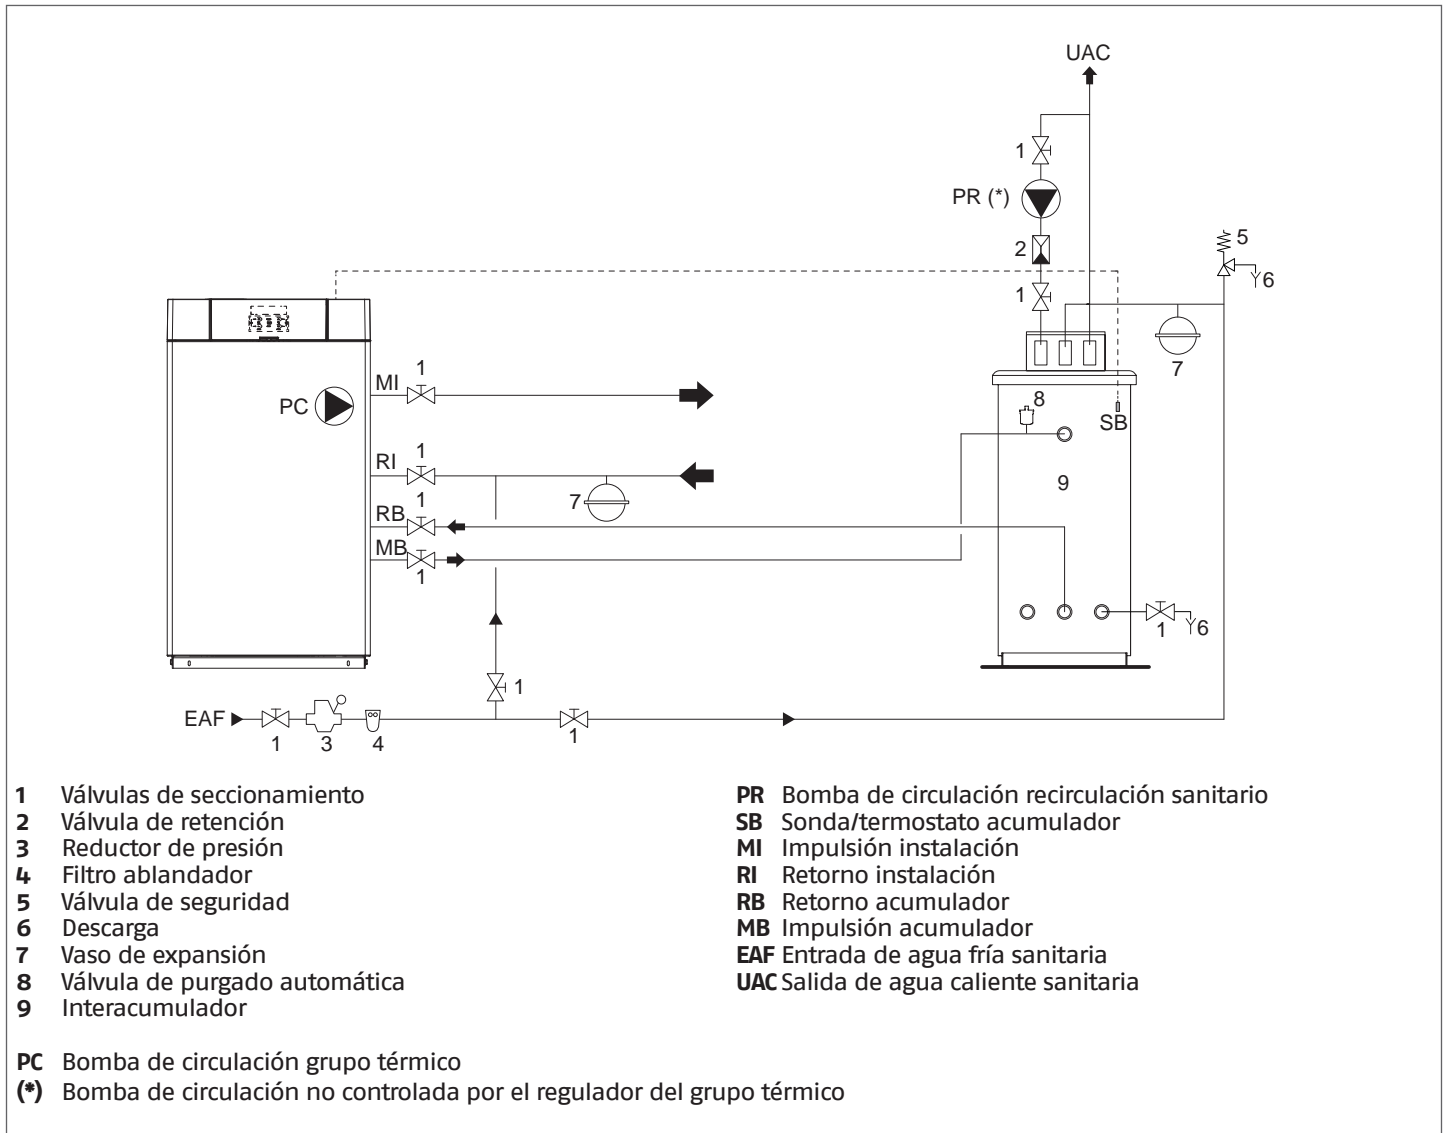 UAC
1
PR (*)
2
1
5
6
7
8
SB
9
1
MI
PC
1
RI
7
1
RB
MB
1
1
6
1
EAF
1
3
4
1
1 Válvulas de seccionamiento
2 Válvula de retención
3 Reductor de presión
4 Filtro ablandador
5 Válvula de seguridad
6 Descarga
7 Vaso de expansión
8 Válvula de purgado automática
9 Interacumulador
PC Bomba de circulación grupo térmico
(*) Bomba de circulación no controlada por el regulador del grupo térmico
PR Bomba de circulación recirculación sanitario
SB Sonda/termostato acumulador
MI Impulsión instalación
RI Retorno instalación
RB Retorno acumulador
MB Impulsión acumulador
EAF Entrada de agua fría sanitaria
UAC Salida de agua caliente sanitaria